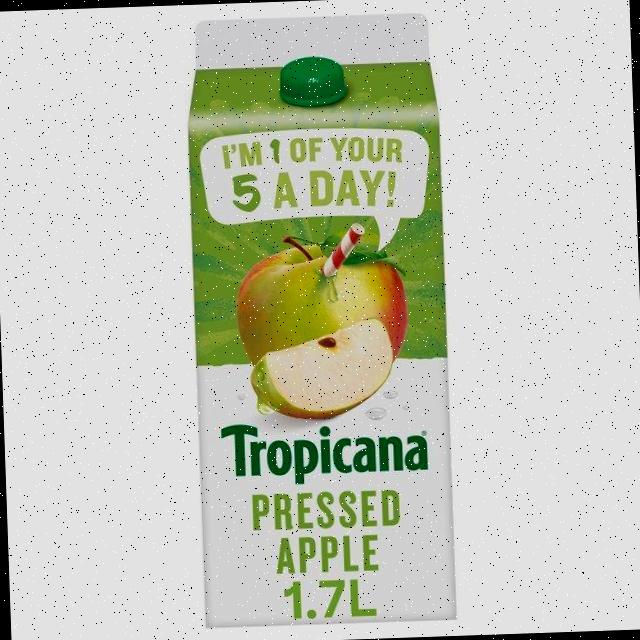 I'M 1 OF YOUR
5 A DAY!
Tropicana
PRESSED
APPLE
1.7L